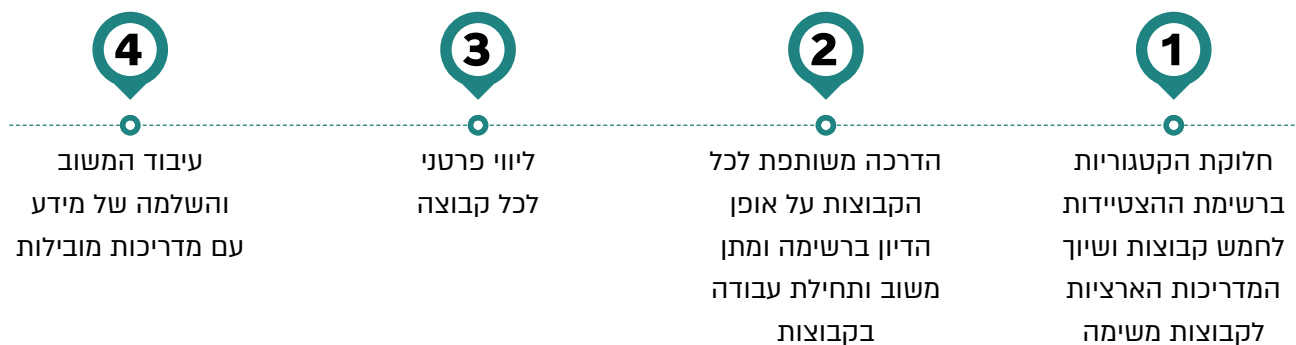 1
חלוקת הקטגוריות
ברשימת ההצטיידות
לחמש קבוצות ושיוך
המדריכות הארציות
לקבוצות משימה
2
הדרכה משותפת לכל
הקבוצות על אופן
הדיון ברשימה ומתן
משוב ותחילת עבודה
בקבוצות
3
ליווי פרטני
לכל קבוצה
4
עיבוד המשוב
והשלמה של מידע
עם מדריכות מובילות